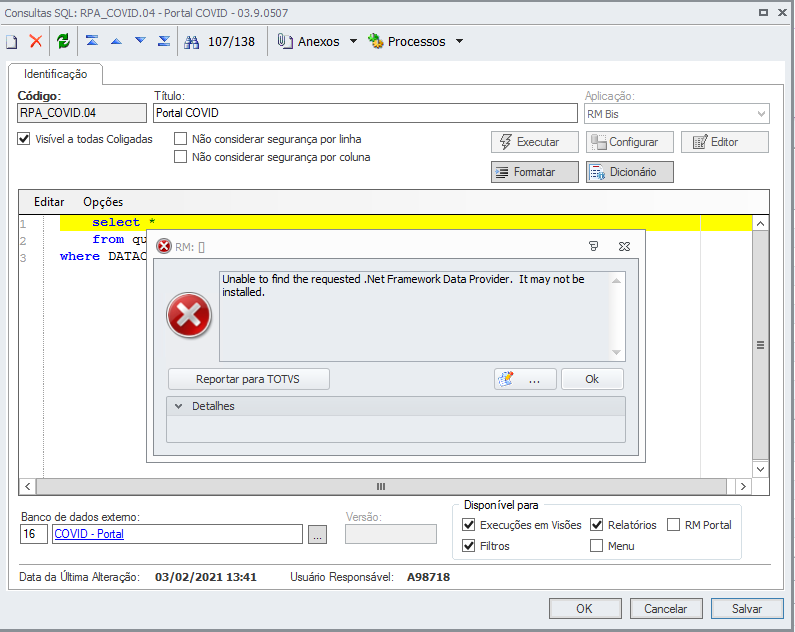 Consultas SQL: RPA_COVID.04 - Portal COVID - 03.9.0507
107/138 Anexos Processos
Identificação
Código: Título: Aplicação:
RPA_COVID.04 Portal COVID RM Bis
Visível a todas Coligadas Não considerar segurança por linha Executar Configurar Editor
Não considerar segurança por coluna
Formatar Dicionário
Editar Opções
1 select *
2 from qu
3 where DATAC
RM: []
Unable to find the requested .Net Framework Data Provider. It may not be
installed.
Reportar para TOTVS ... Ok
Detalhes
Banco de dados externo: Versão: Disponível para
16 COVID - Portal ... Execuções em Visões Relatórios RM Portal
Filtros Menu
Data da Última Alteração: 03/02/2021 13:41 Usuário Responsável: A98718
OK Cancelar Salvar